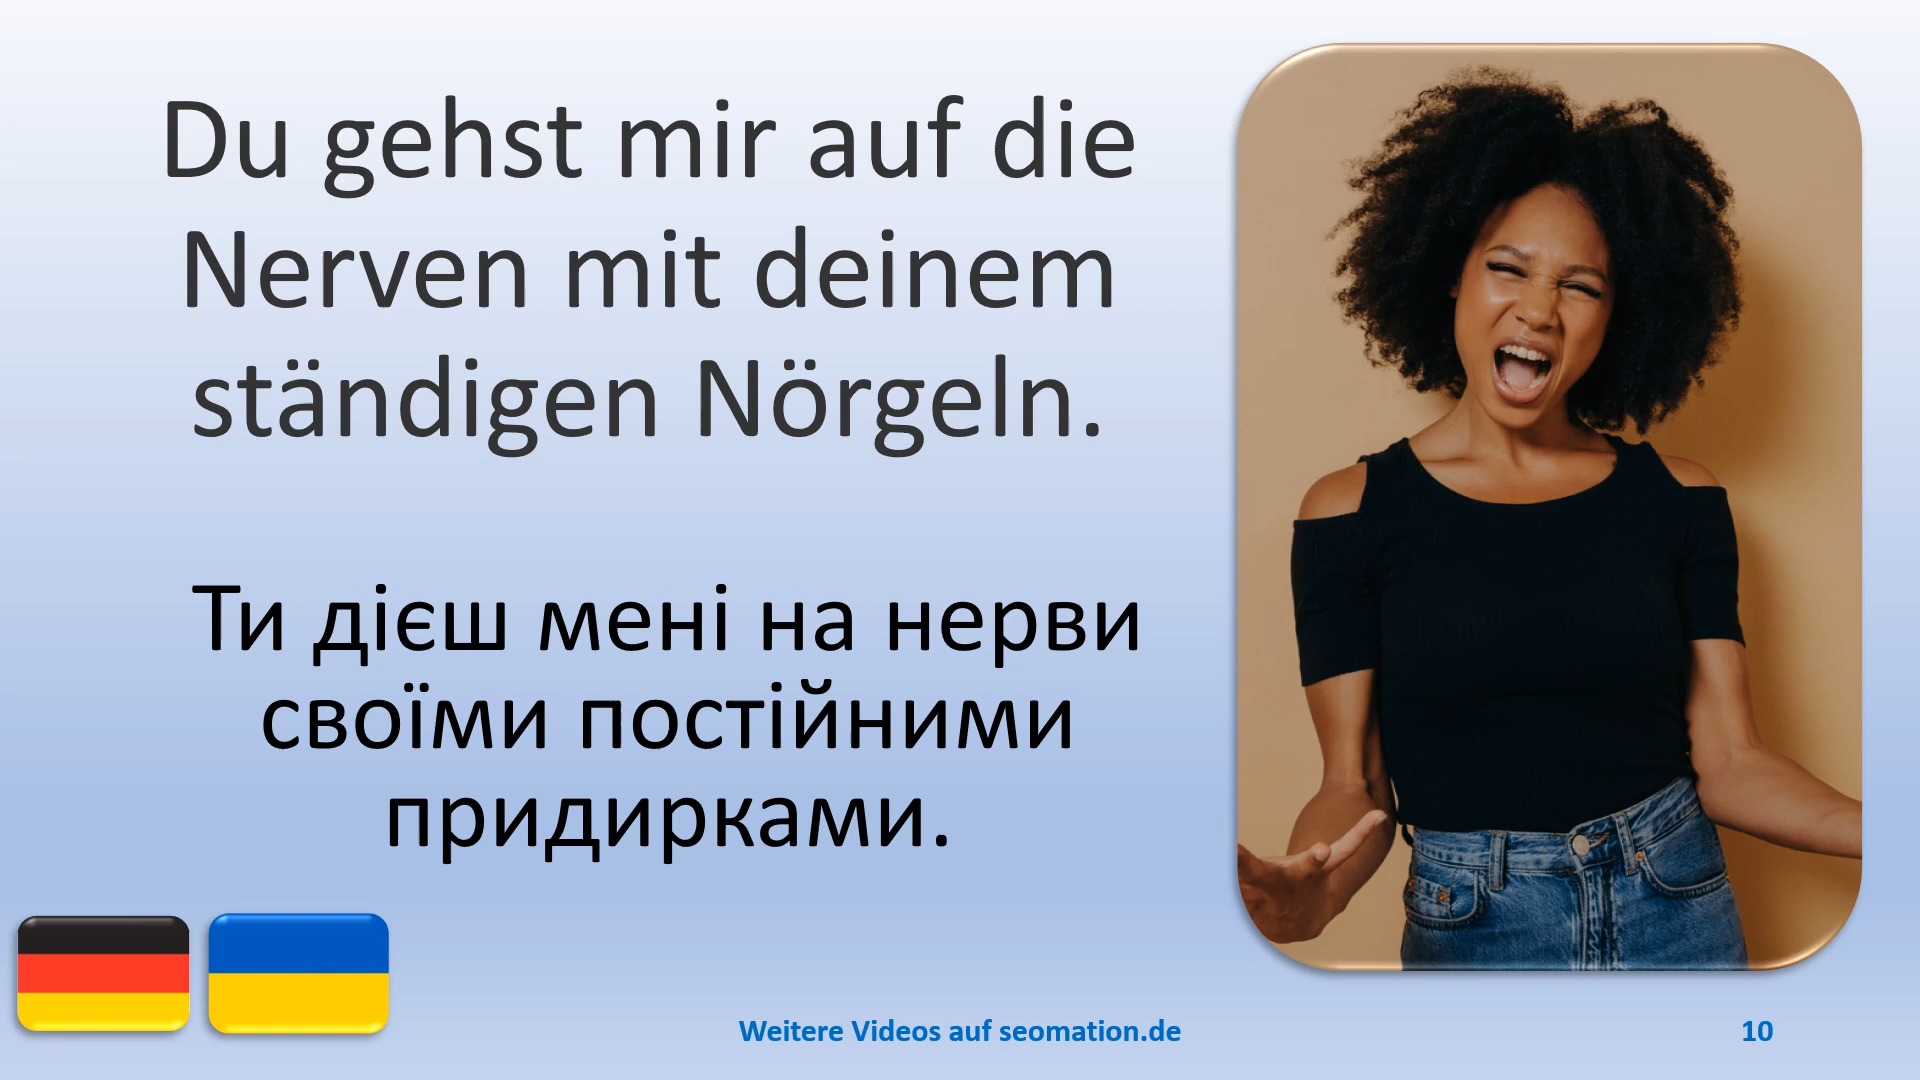 Du gehst mir auf die
Nerven mit deinem
ständigen Nörgeln.
Ти дієш мені на нерви
своїми постійними
придирками.
Weitere Videos auf seomation.de
10